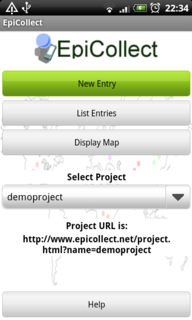 22:34
EpiCollect
EpiCollect
New Entry
List Entries
Display Map
Select Project
demoproject
Project URL is:
http://www.epicollect.net/project.
html?name=demoproject
Help